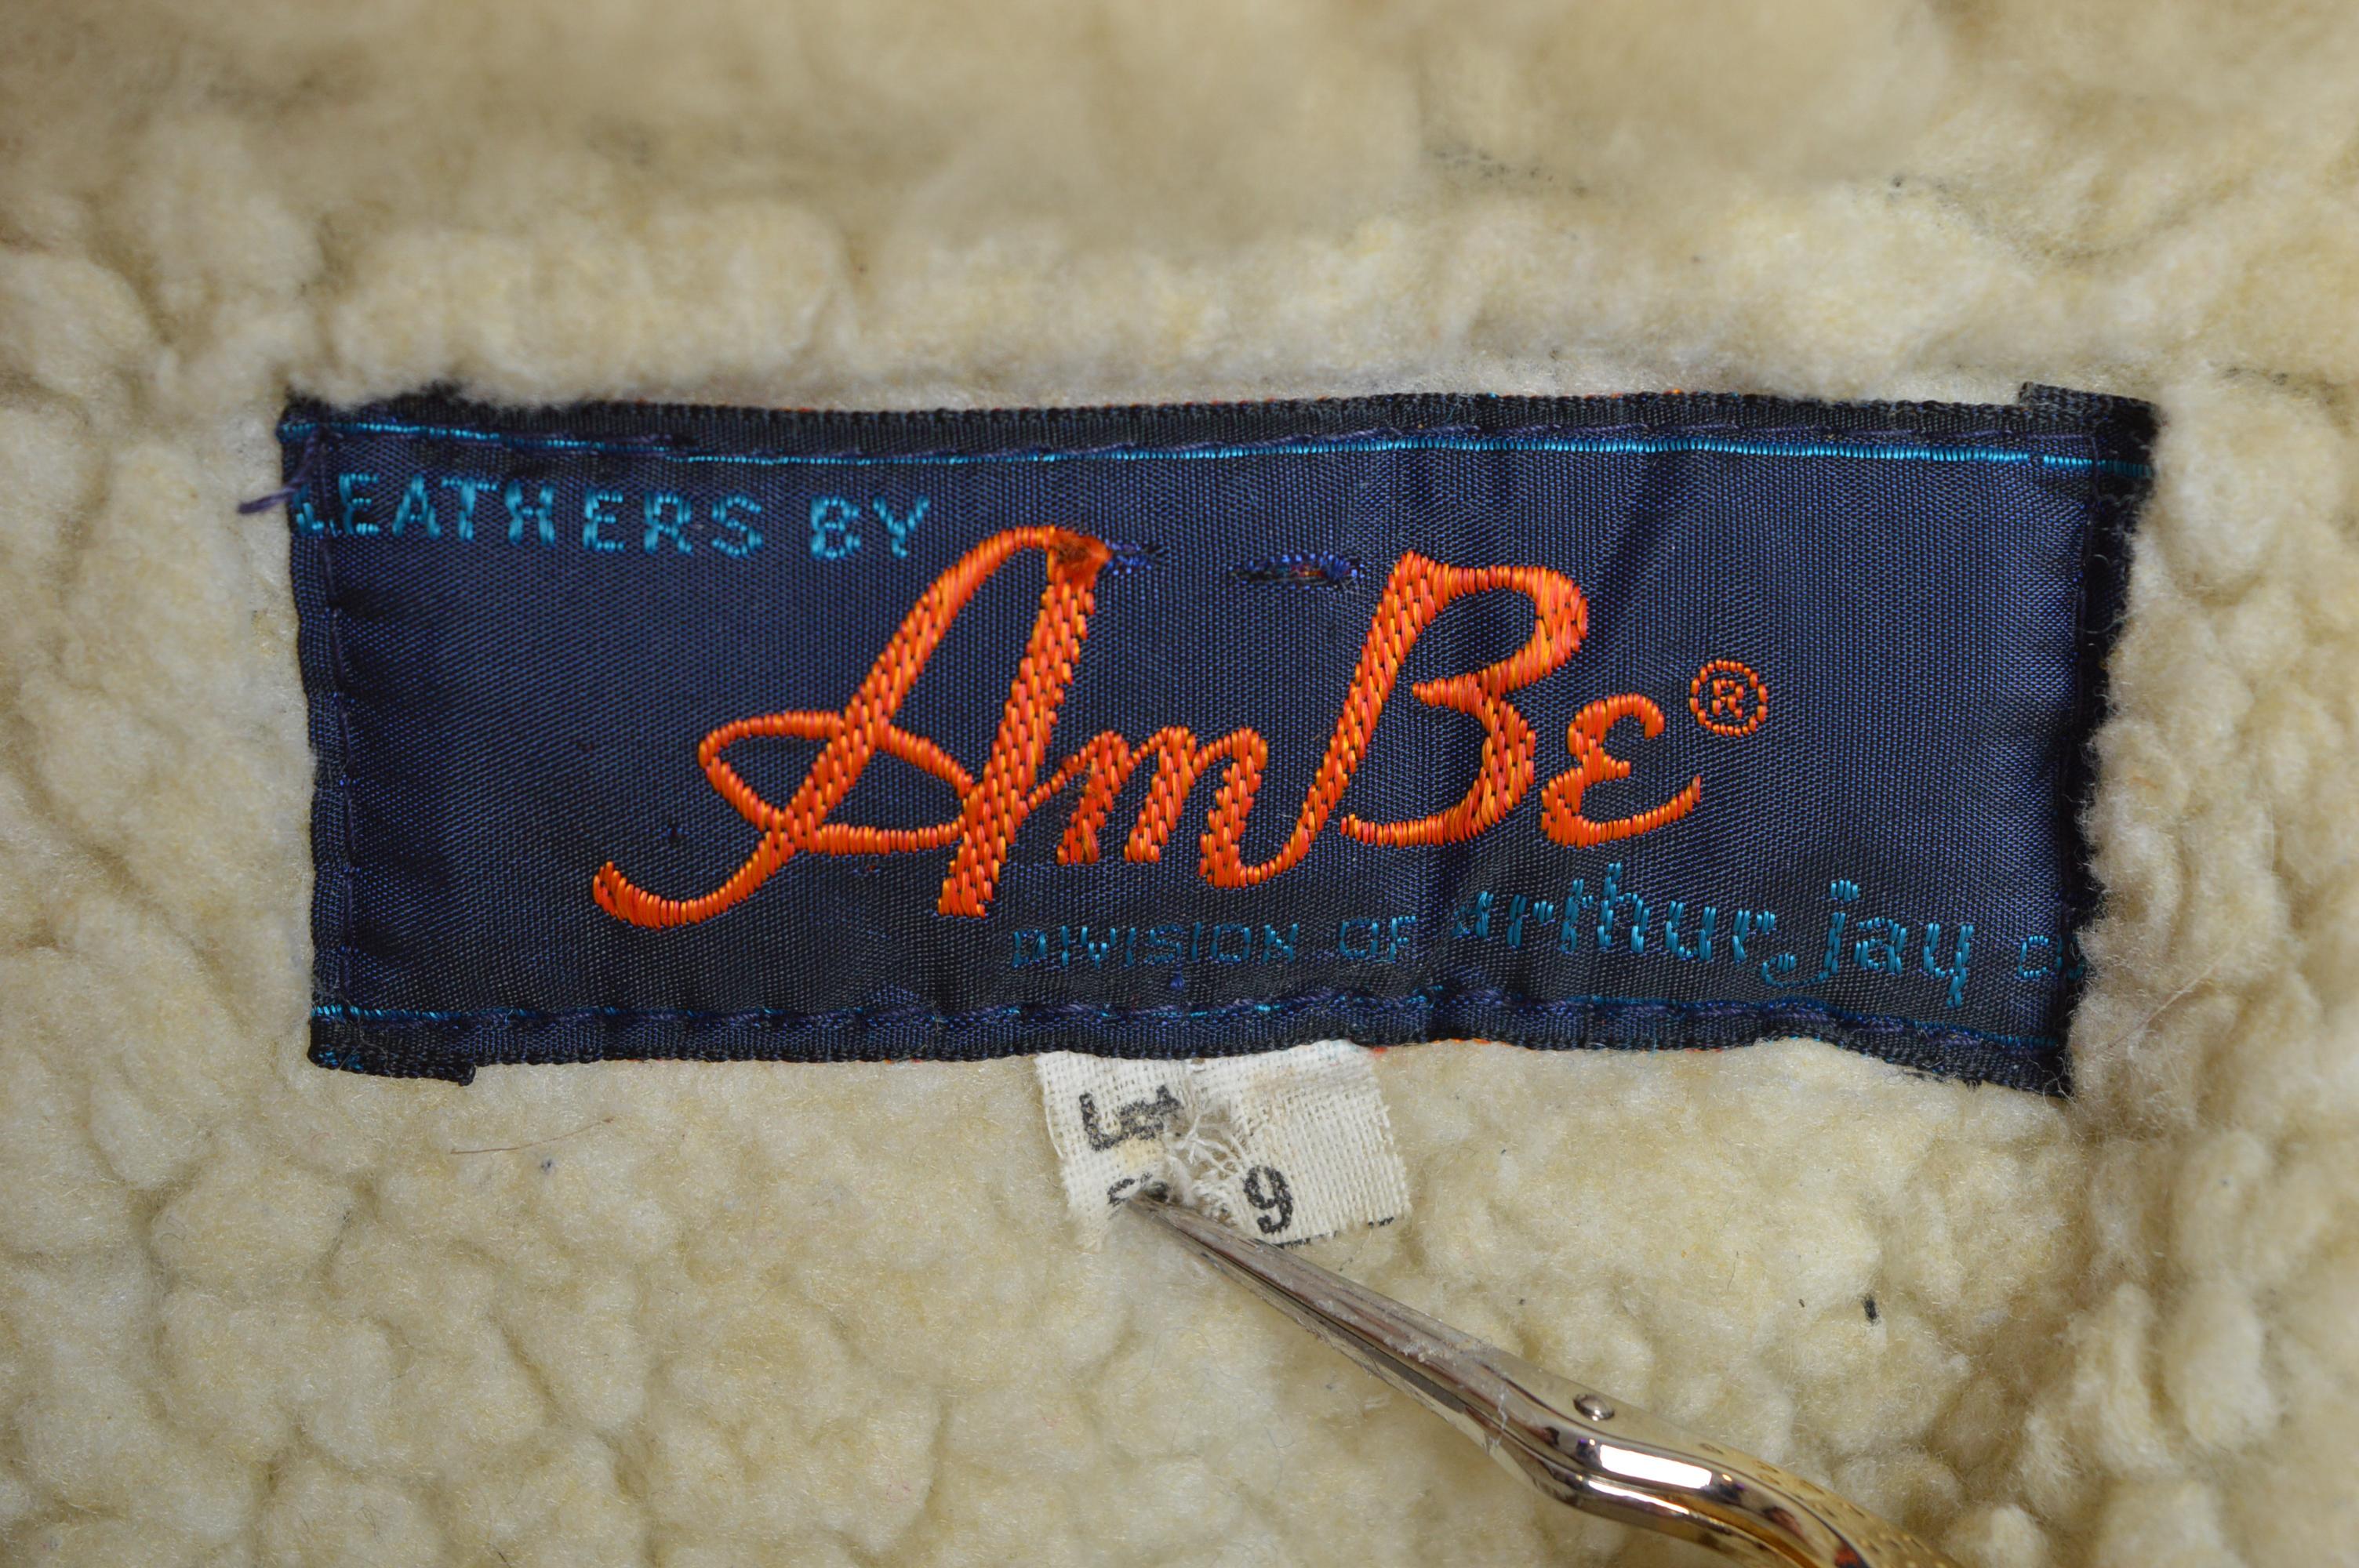 LEATHERS BY
AmBe®
DIVISION OF arthur jay
9